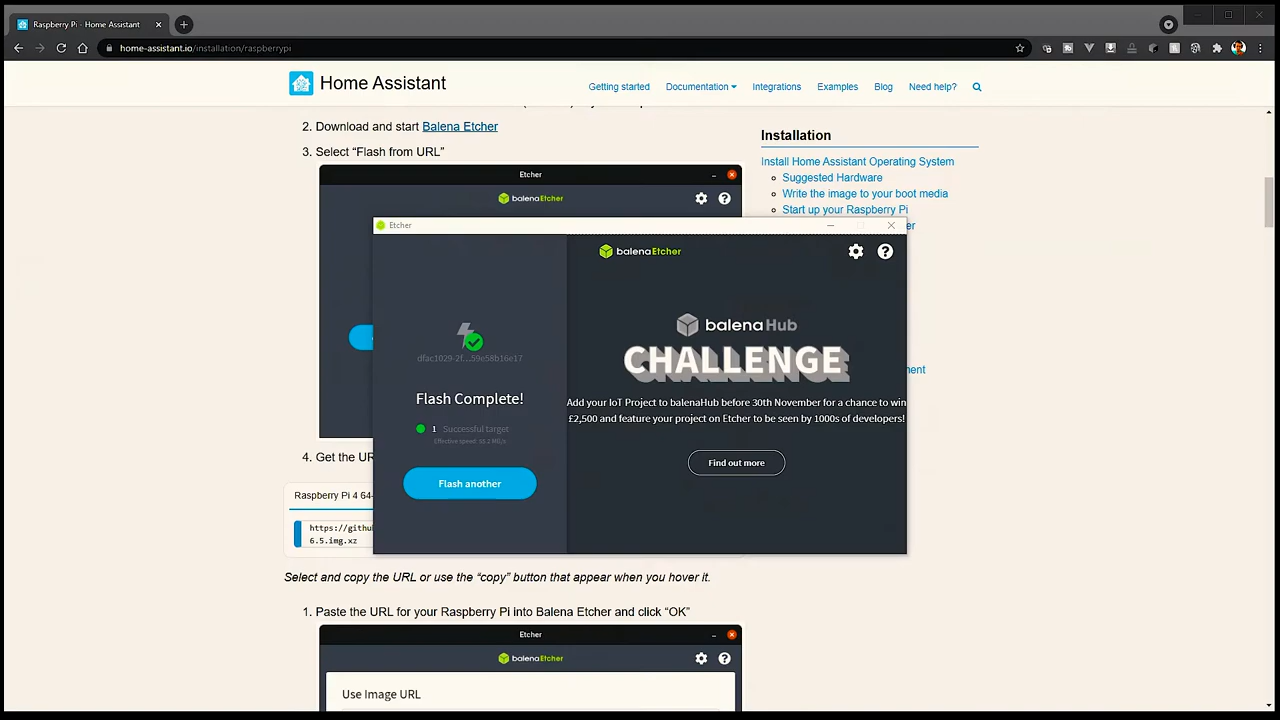 Raspberry Pi - Home Assistant
home-assistant.io/installation/raspberrypi
Home Assistant
Getting started
Documentation
Integrations
Examples
Blog
Need help?
2. Download and start Balena Etcher
3. Select “Flash from URL”
Etcher
balenaEtcher
Installation
Install Home Assistant Operating System
Suggested Hardware
Write the image to your boot media
Start up your Raspberry Pi
Etcher
balenaEtcher
dfac1029-2f...59e58b16e17
Flash Complete!
1 Successful target
Flash another
balenaHub
CHALLENGE
Add your IoT Project to balenaHub before 30th November for a chance to win
£2,500 and feature your project on Etcher to be seen by 1000s of developers!
Find out more
4. Get the UR
Raspberry Pi 4 64-
https://githu
6.5.img.xz
Select and copy the URL or use the “copy” button that appear when you hover it.
1. Paste the URL for your Raspberry Pi into Balena Etcher and click “OK”
Etcher
balenaEtcher
Use Image URL